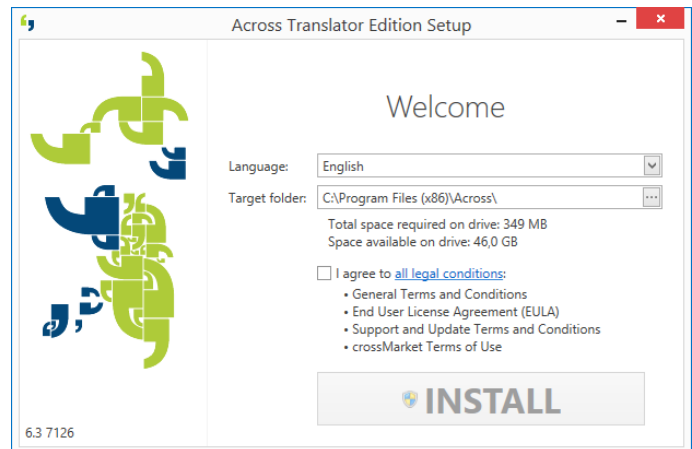 Across Translator Edition Setup
Welcome
Language: English
Target folder: C:\Program Files (x86)\Across\ ...
Total space required on drive: 349 MB
Space available on drive: 46,0 GB
I agree to all legal conditions:
• General Terms and Conditions
• End User License Agreement (EULA)
• Support and Update Terms and Conditions
• crossMarket Terms of Use
INSTALL
6.3 7126